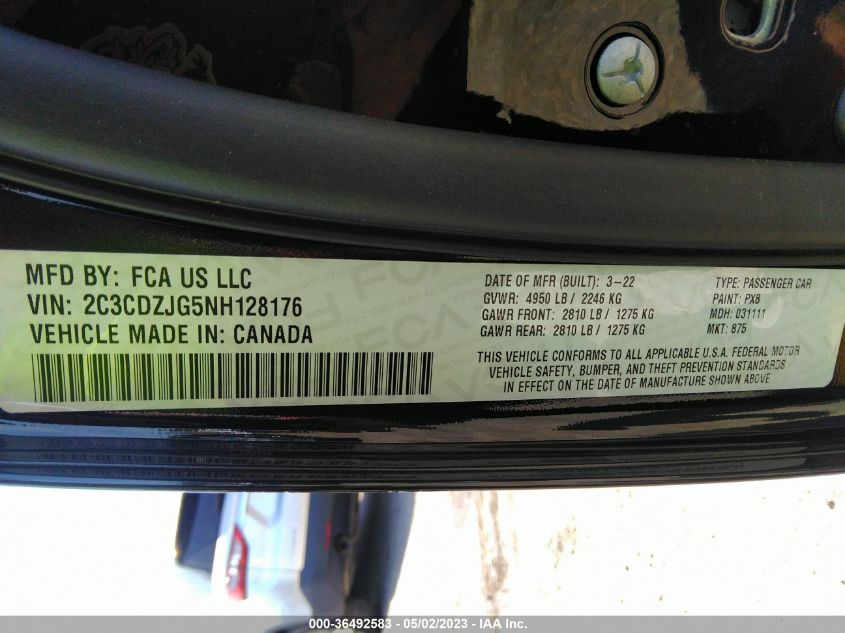 MFD BY: FCA US LLC
VIN: 2C3CDZJG5NH128176
VEHICLE MADE IN: CANADA
DATE OF MFR (BUILT): 3-22
GVWR: 4950 LB / 2246 KG
GAWR FRONT: 2810 LB / 1275 KG
GAWR REAR: 2810 LB / 1275 KG
TYPE: PASSENGER CAR
PAINT: PX8
MDH: 031111
MKT: 875
THIS VEHICLE CONFORMS TO ALL APPLICABLE U.S.A. FEDERAL MOTOR
VEHICLE SAFETY, BUMPER, AND THEFT PREVENTION STANDARDS
IN EFFECT ON THE DATE OF MANUFACTURE SHOWN ABOVE
000-36492583 - 05/02/2023 - IAA Inc.